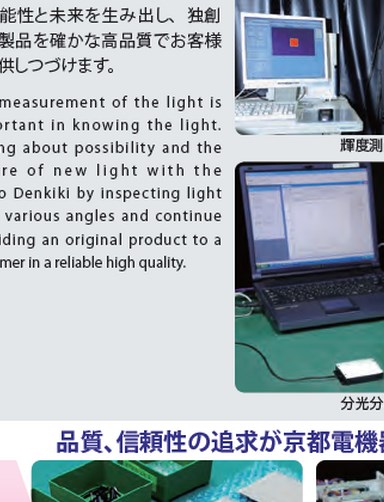 能性と未来を生み出し、独創
製品を確かな高品質でお客様
供しつづけます。
measurement of the light is
ortant in knowing the light.
ng about possibility and the
re of new light with the
o Denkiki by inspecting light
various angles and continue
iding an original product to a
mer in a reliable high quality.
輝度測
分光分
品質、信頼性の追求が京都電機器